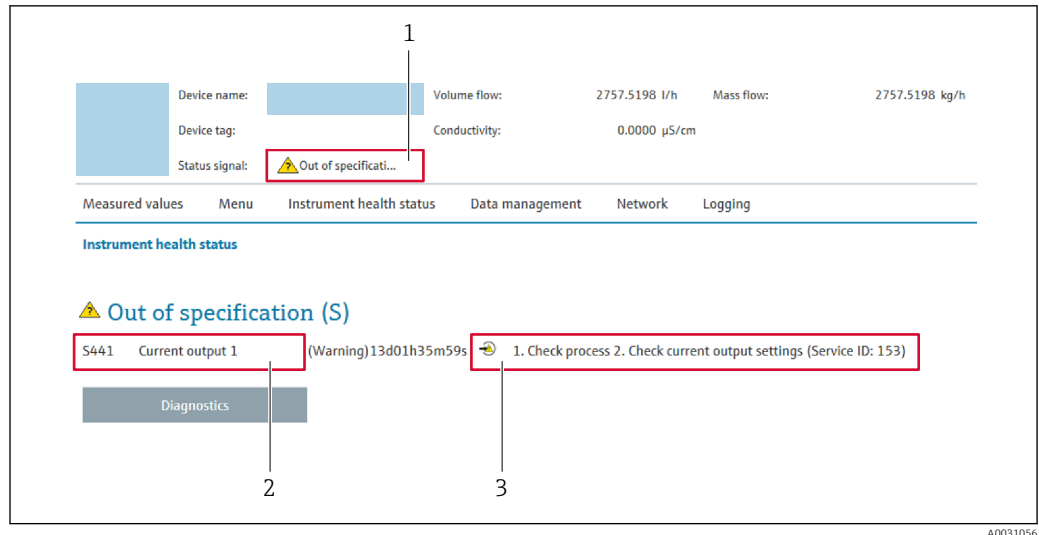 1
Device name: Volume flow: 2757.5198 l/h Mass flow: 2757.5198 kg/h
Device tag: Conductivity: 0.0000 µS/cm
Status signal: Out of specificati...
Measured values Menu Instrument health status Data management Network Logging
Instrument health status
Out of specification (S)
S441 Current output 1 (Warning)13d01h35m59s 1. Check process 2. Check current output settings (Service ID: 153)
Diagnostics
2 3
A0031056